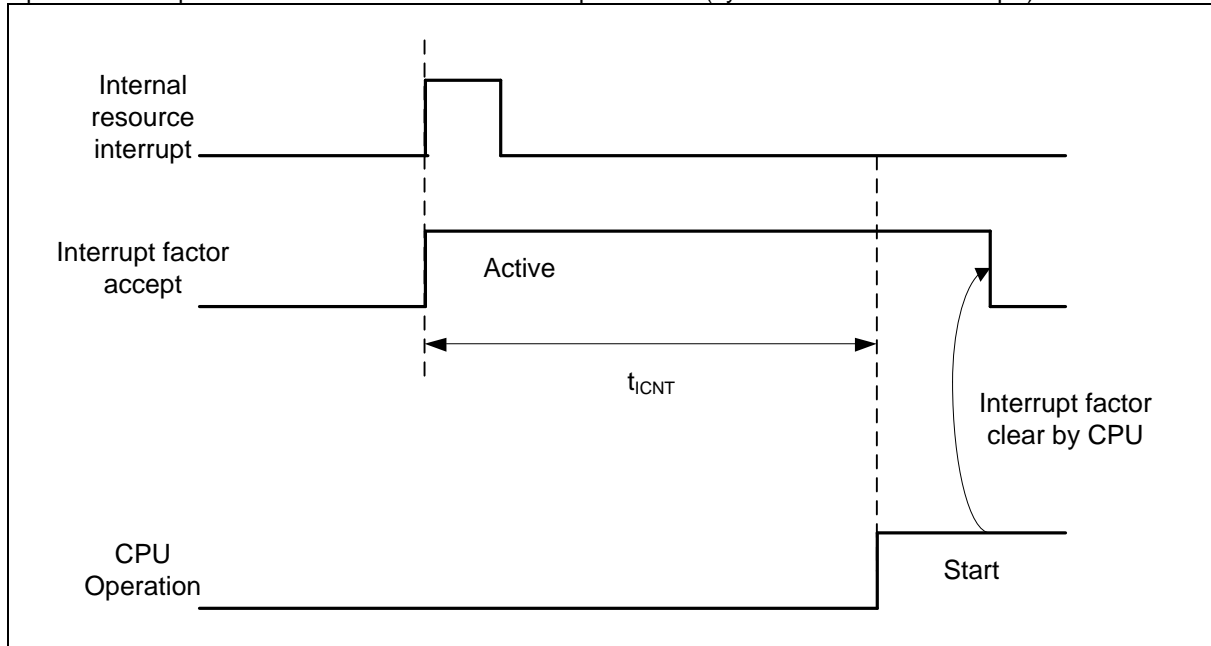 Internal
resource
interrupt
Interrupt factor
accept
Active
tICNT
Interrupt factor
clear by CPU
CPU
Operation
Start